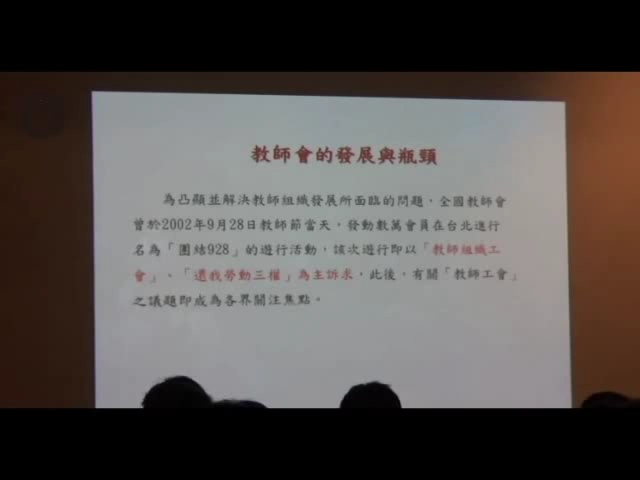 教師會的發展與瓶頸
為凸顯並解決教師組織發展所面臨的問題，全國教師會
曾於2002年9月28日教師節當天，發動數萬會員在台北進行
名為「團結928」的遊行活動，該次遊行即以「教師組織工
會」、「還我勞動三權」為主訴求，此後，有關「教師工會」
之議題即成為各界關注焦點。